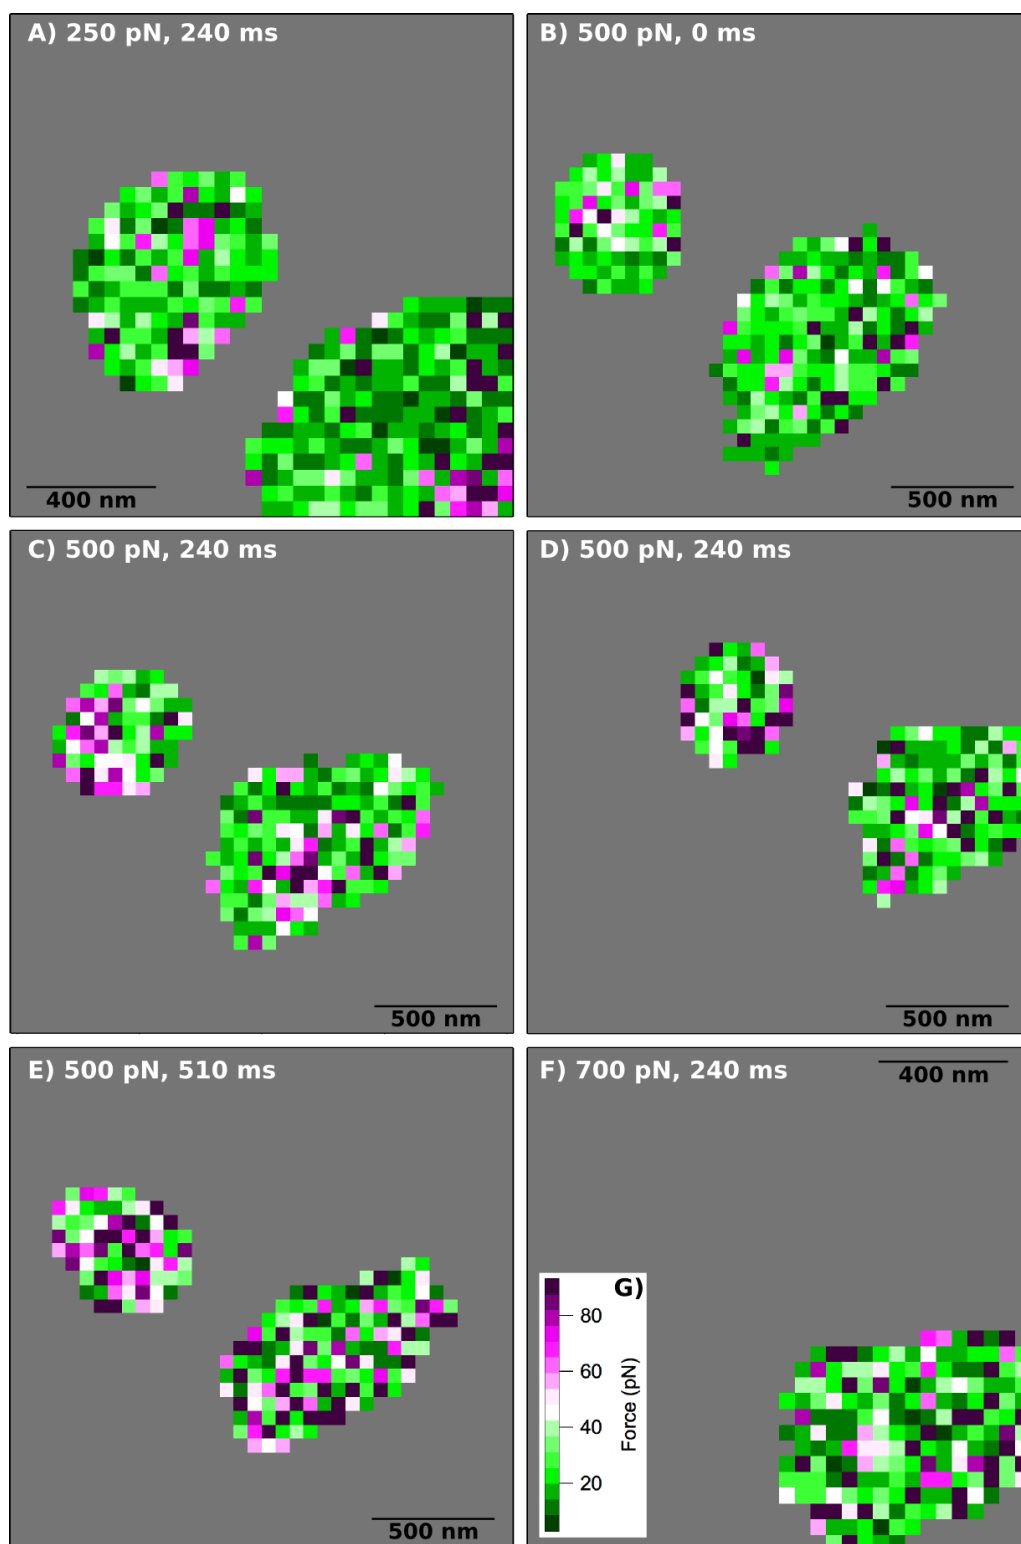 A) 250 pN, 240 ms
B) 500 pN, 0 ms
400 nm
500 nm
C) 500 pN, 240 ms
D) 500 pN, 240 ms
500 nm
500 nm
E) 500 pN, 510 ms
F) 700 pN, 240 ms
400 nm
G)
80
60
40
20
Force (pN)
500 nm